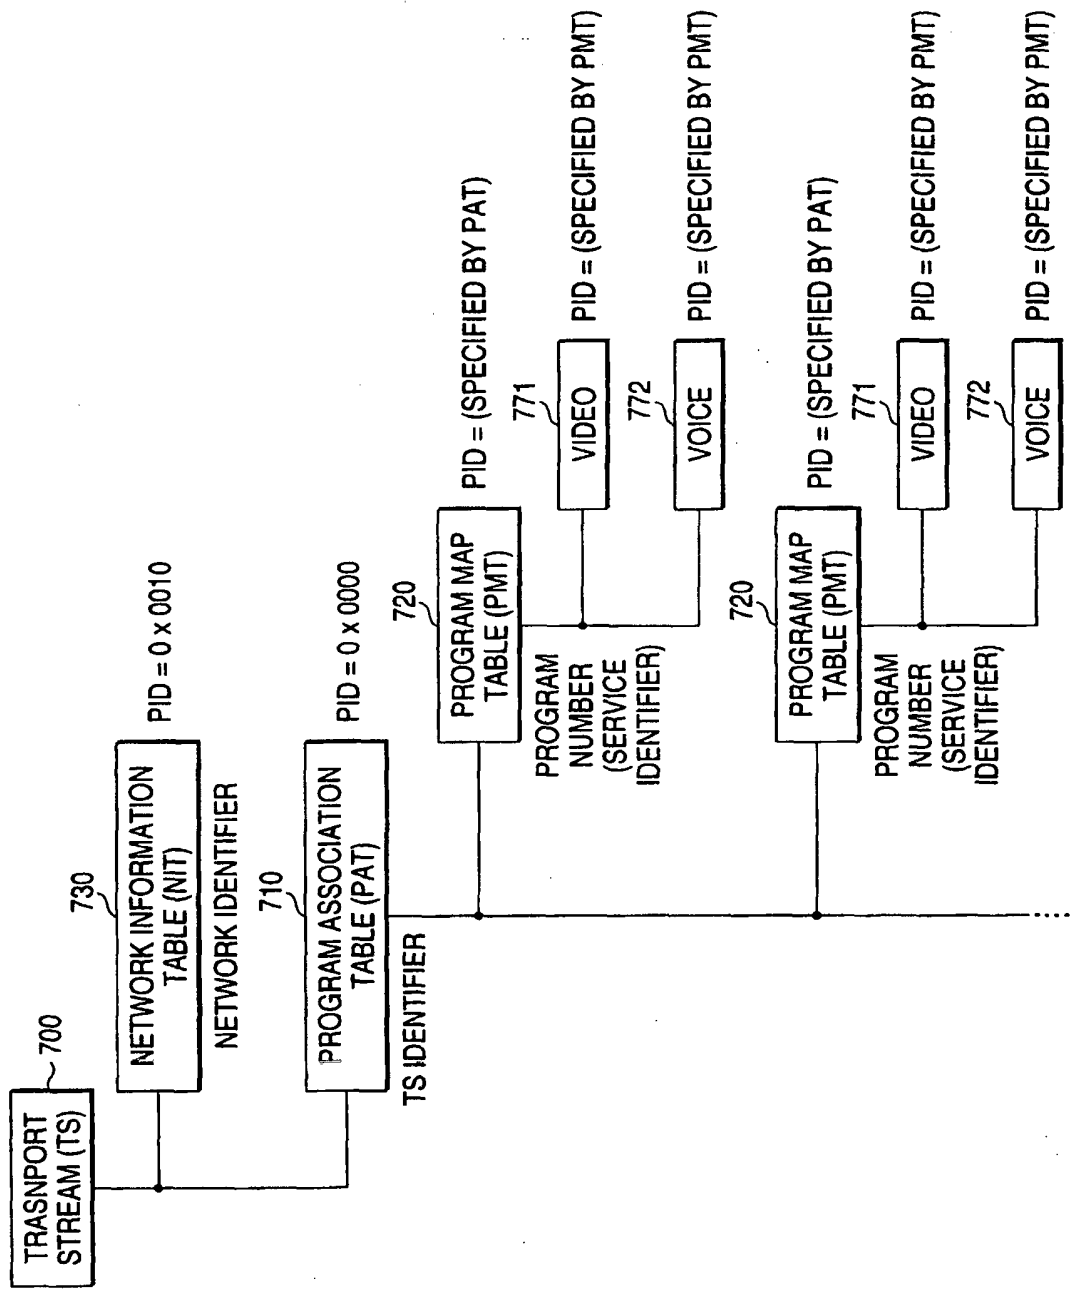 TRASNPORT
STREAM (TS)
700
730
NETWORK INFORMATION
TABLE (NIT)
PID = 0 x 0010
NETWORK IDENTIFIER
710
PROGRAM ASSOCIATION
TABLE (PAT)
PID = 0 x 0000
TS IDENTIFIER
720
PROGRAM MAP
TABLE (PMT)
PID = (SPECIFIED BY PAT)
PROGRAM
NUMBER
(SERVICE
IDENTIFIER)
771
VIDEO
PID = (SPECIFIED BY PMT)
772
VOICE
PID = (SPECIFIED BY PMT)
720
PROGRAM MAP
TABLE (PMT)
PID = (SPECIFIED BY PAT)
PROGRAM
NUMBER
(SERVICE
IDENTIFIER)
771
VIDEO
PID = (SPECIFIED BY PMT)
772
VOICE
PID = (SPECIFIED BY PMT)